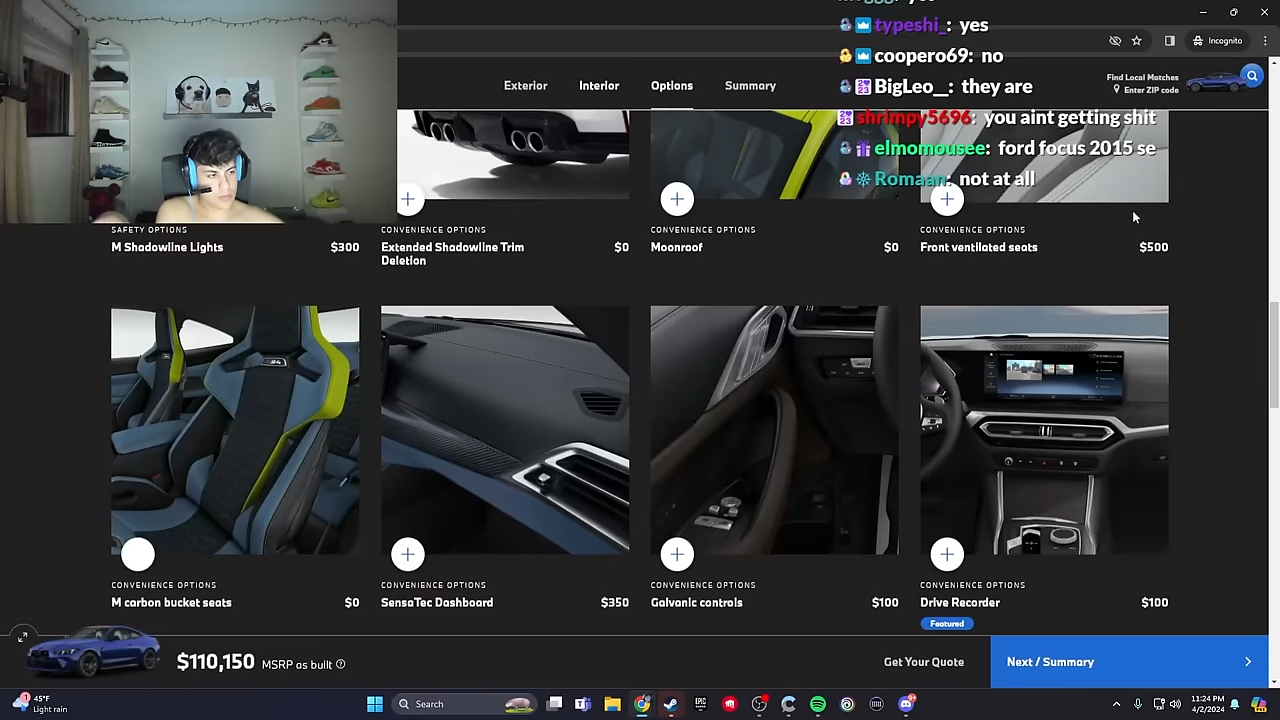 typeshi_: yes
coopero69: no
BigLeo__: they are
shrimpy5696: you aint getting shit
elmomousee: ford focus 2015 se
Romaan: not at all
Incognito
Exterior
Interior
Options
Summary
Find Local Matches
Enter ZIP code
SAFETY OPTIONS
M Shadowline Lights $300
CONVENIENCE OPTIONS
Extended Shadowline Trim Deletion $0
CONVENIENCE OPTIONS
Moonroof $0
CONVENIENCE OPTIONS
Front ventilated seats $500
CONVENIENCE OPTIONS
M carbon bucket seats $0
CONVENIENCE OPTIONS
SensaTec Dashboard $350
CONVENIENCE OPTIONS
Galvanic controls $100
CONVENIENCE OPTIONS
Drive Recorder $100
Featured
$110,150 MSRP as built
Get Your Quote
Next / Summary
45°F
Light rain
Search
11:24 PM
4/2/2024